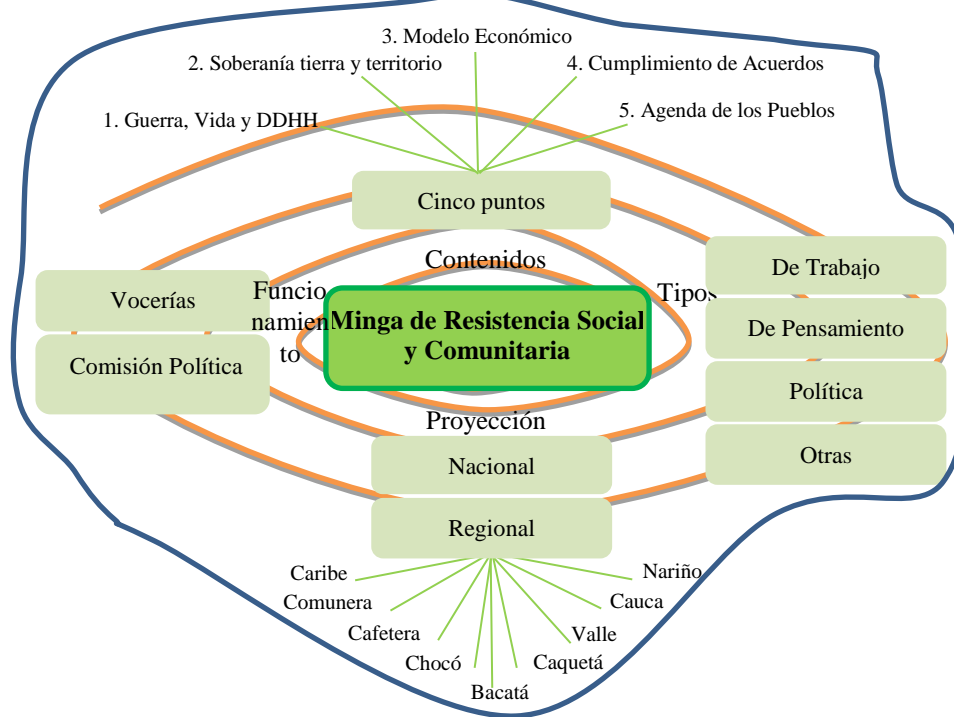 3. Modelo Económico
2. Soberanía tierra y territorio
4. Cumplimiento de Acuerdos
1. Guerra, Vida y DDHH
5. Agenda de los Pueblos
Cinco puntos
Contenidos
Vocerías
Comisión Política
Funcio
namien
to
Minga de Resistencia Social
y Comunitaria
Tipos
De Trabajo
De Pensamiento
Política
Otras
Proyección
Nacional
Regional
Caribe
Comunera
Cafetera
Chocó
Bacatá
Caquetá
Valle
Cauca
Nariño